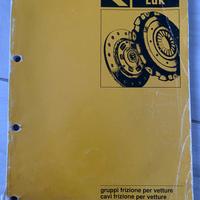 LuK
gruppi frizione per vetture
cavi frizione per vetture